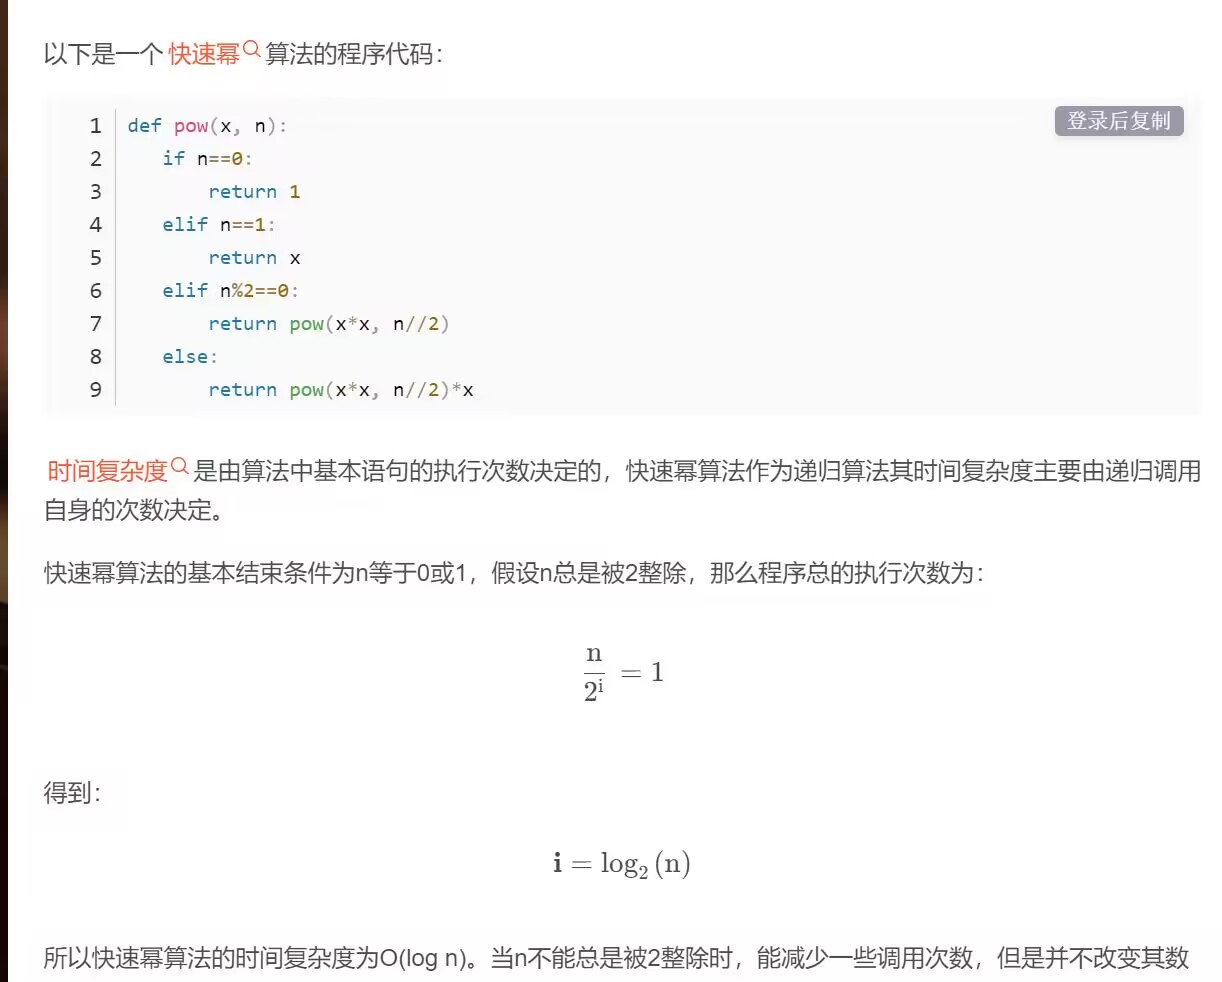 以下是一个 快速幂 算法的程序代码：
登录后复制
1 def pow(x, n):
2    if n==0:
3        return 1
4    elif n==1:
5        return x
6    elif n%2==0:
7        return pow(x*x, n//2)
8    else:
9        return pow(x*x, n//2)*x
时间复杂度 是由算法中基本语句的执行次数决定的，快速幂算法作为递归算法其时间复杂度主要由递归调用
自身的次数决定。
快速幂算法的基本结束条件为n等于0或1，假设n总是被2整除，那么程序总的执行次数为：
n/2^i = 1
得到：
i = log₂ (n)
所以快速幂算法的时间复杂度为O(log n)。当n不能总是被2整除时，能减少一些调用次数，但是并不改变其数